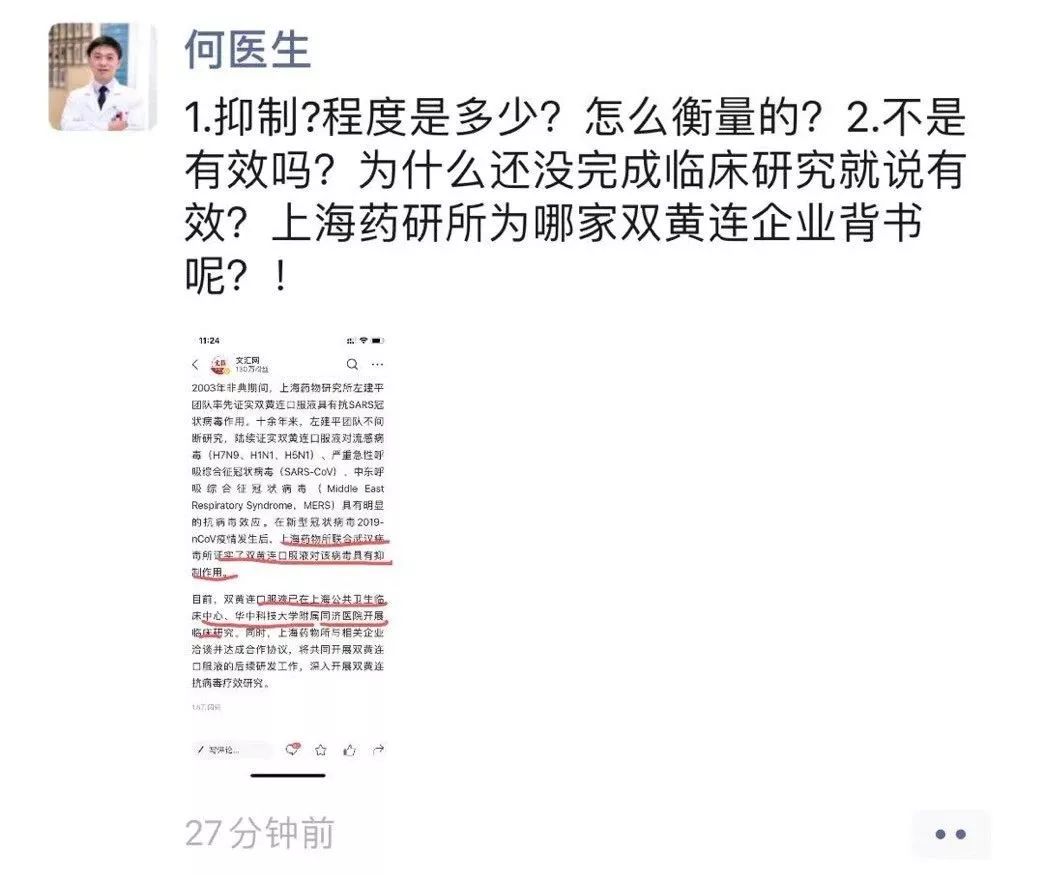 何医生
1.抑制?程度是多少？怎么衡量的？2.不是
有效吗？为什么还没完成临床研究就说有
效？上海药研所为哪家双黄连企业背书
呢？！
11:24
文汇网
130万粉丝
2003年非典期间，上海药物研究所左建平
团队率先证实双黄连口服液具有抗SARS冠
状病毒作用。十余年来，左建平团队不间
断研究，陆续证实双黄连口服液对流感病
毒（H7N9、H1N1、H5N1）、严重急性呼
吸综合征冠状病毒（SARS-CoV）、中东呼
吸综合征冠状病毒（Middle East
Respiratory Syndrome，MERS）具有明显
的抗病毒效应。在新型冠状病毒2019-
nCoV疫情发生后，上海药物所联合武汉病
毒所证实了双黄连口服液对该病毒具有抑
制作用。
目前，双黄连口服液已在上海公共卫生临
床中心、华中科技大学附属同济医院开展
临床研究。同时，上海药物所与相关企业
洽谈并达成合作协议，将共同开展双黄连
口服液的后续研发工作，深入开展双黄连
抗病毒疗效研究。
写评论...
27分钟前